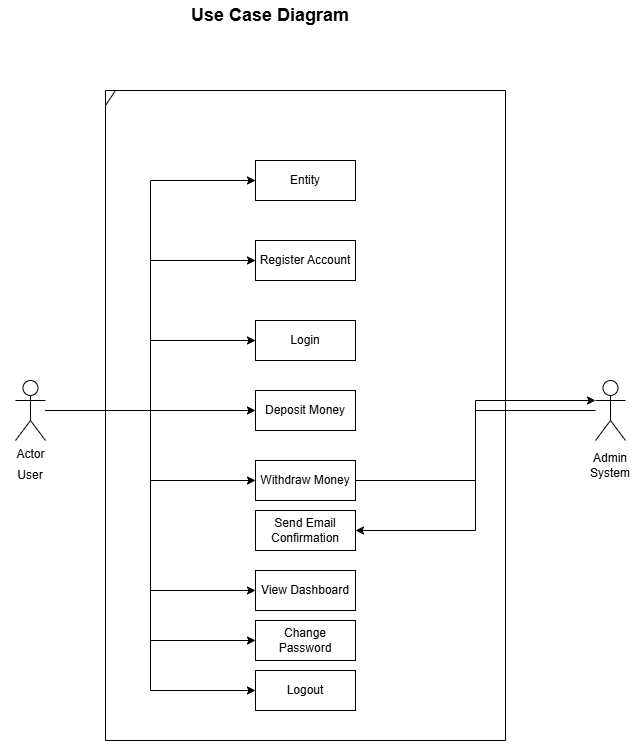 Use Case Diagram
Entity
Register Account
Login
Deposit Money
Actor
User
Withdraw Money
Admin
System
Send Email
Confirmation
View Dashboard
Change
Password
Logout